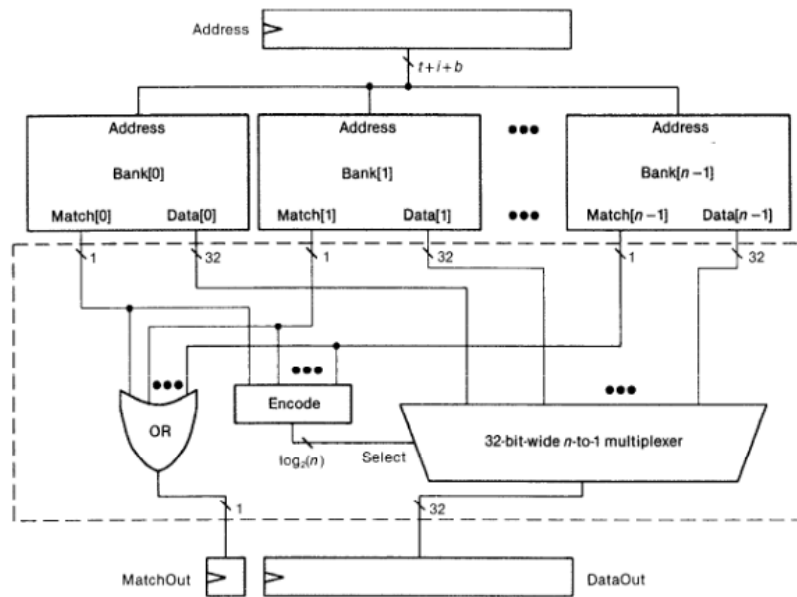 Address
t+i+b
Address Address ●●● Address
Bank[0] Bank[1] Bank[n−1]
Match[0] Data[0] Match[1] Data[1] ●●● Match[n−1] Data[n−1]
1 32 1 32 1 32
●●●
●●● ●●●
Encode
OR 32-bit-wide n-to-1 multiplexer
log₂(n) Select
1 32
MatchOut DataOut